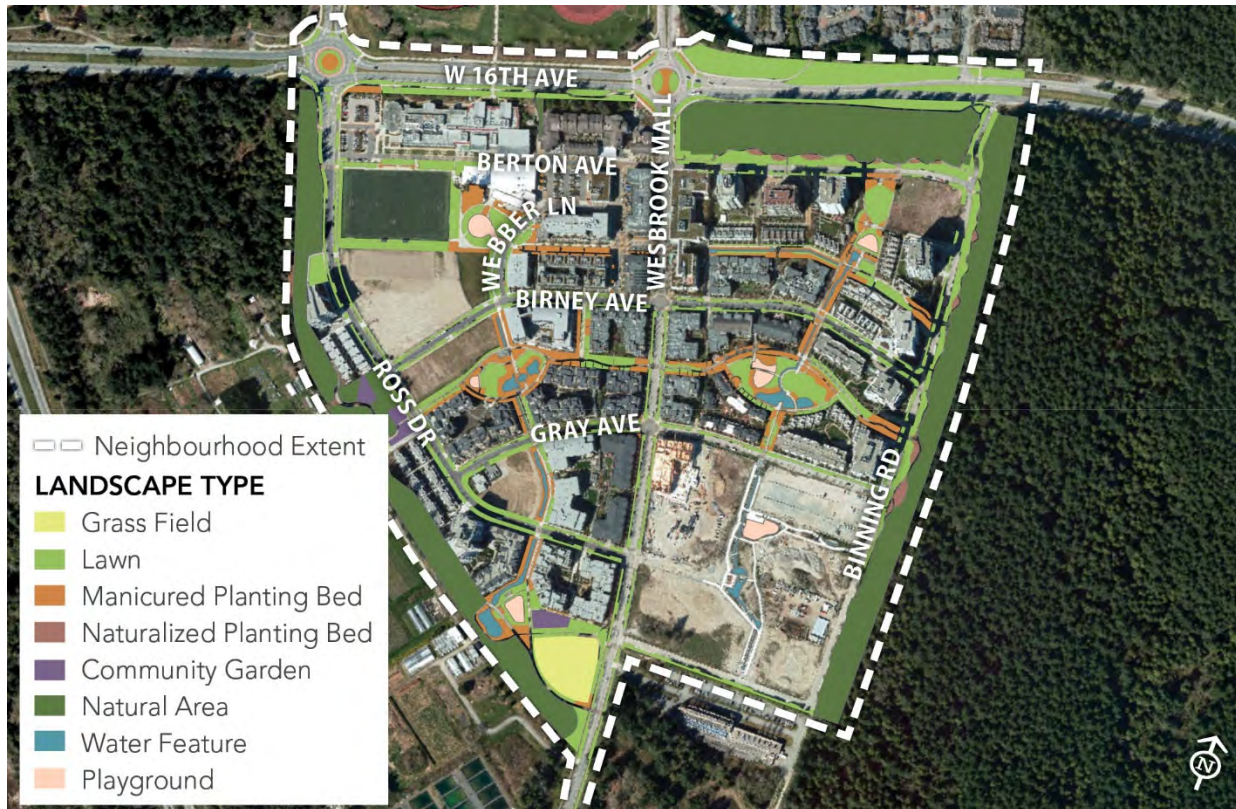 W 16TH AVE
WESBROOK MALL
BERTON AVE
WEBBER LN
BIRNEY AVE
ROSS DR
GRAY AVE
BINNING RD
Neighbourhood Extent
LANDSCAPE TYPE
Grass Field
Lawn
Manicured Planting Bed
Naturalized Planting Bed
Community Garden
Natural Area
Water Feature
Playground
N